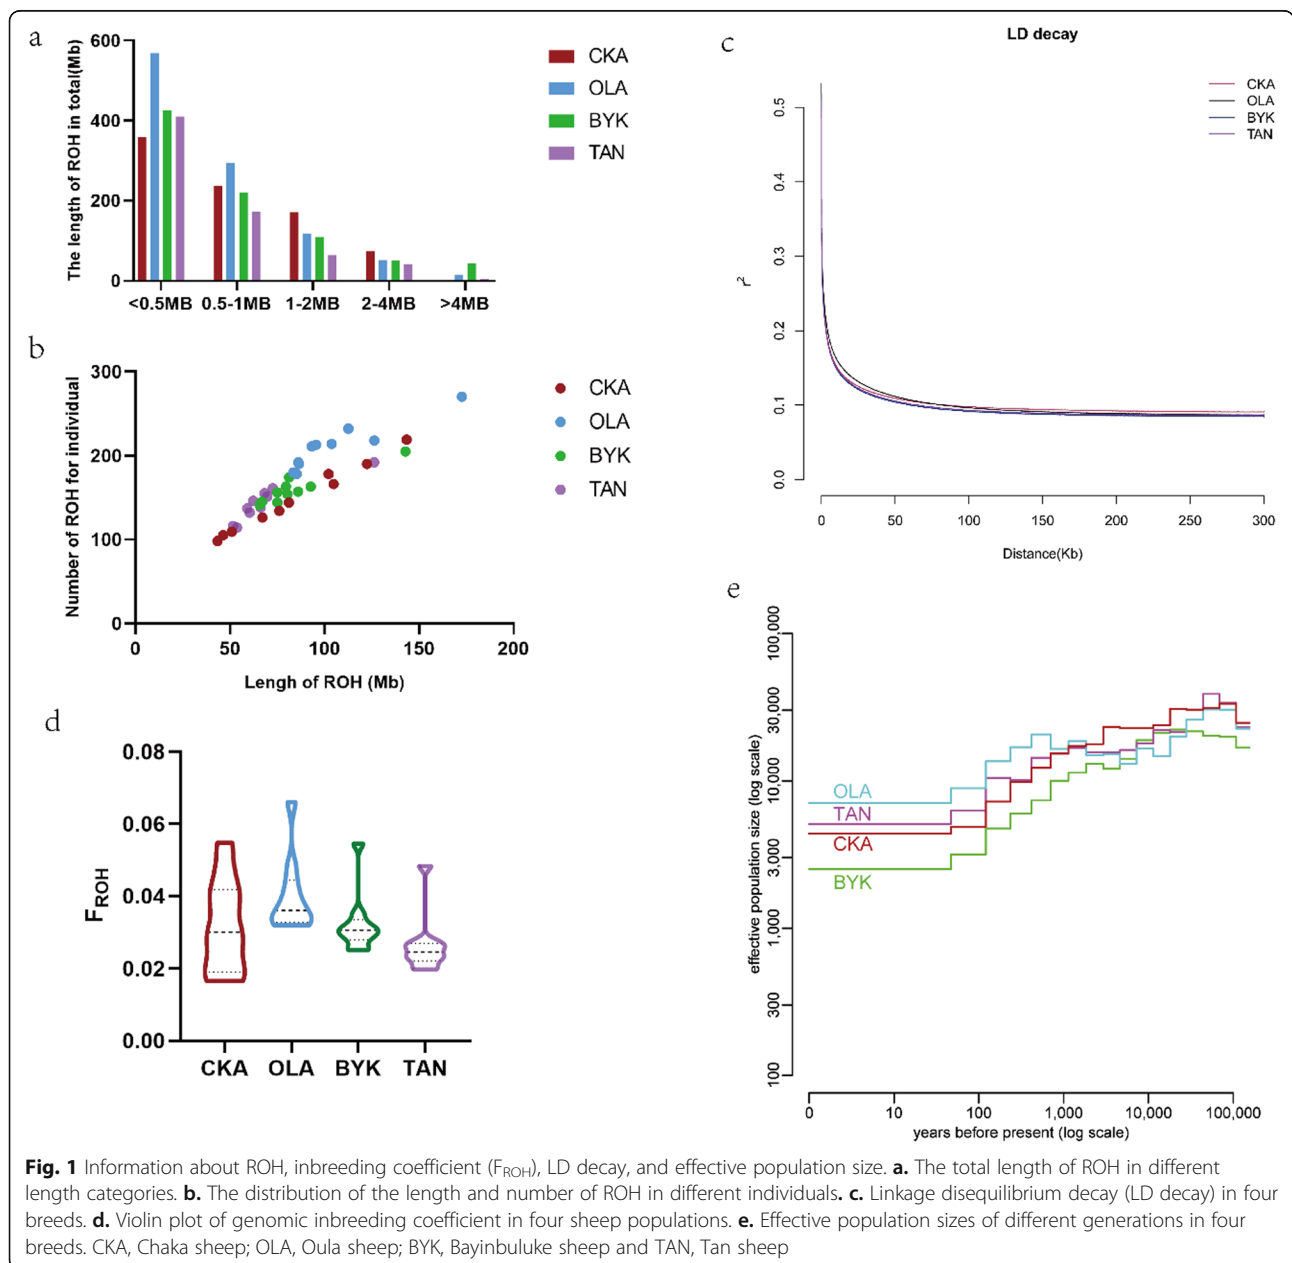 a
The length of ROH in total(Mb)
600
400
200
0
<0.5MB 0.5-1MB 1-2MB 2-4MB >4MB
CKA
OLA
BYK
TAN
b
Number of ROH for individual
300
200
100
0
0 50 100 150 200
Lengh of ROH (Mb)
CKA
OLA
BYK
TAN
c
LD decay
CKA
OLA
BYK
TAN
r²
0.5
0.4
0.3
0.2
0.1
0.0
0 50 100 150 200 250 300
Distance(Kb)
d
F_ROH
0.08
0.06
0.04
0.02
0.00
CKA OLA BYK TAN
e
effective population size (log scale)
100,000
30,000
10,000
3,000
1,000
300
100
OLA
TAN
CKA
BYK
0 10 100 1,000 10,000 100,000
years before present (log scale)
Fig. 1 Information about ROH, inbreeding coefficient (F_ROH), LD decay, and effective population size. a. The total length of ROH in different
length categories. b. The distribution of the length and number of ROH in different individuals. c. Linkage disequilibrium decay (LD decay) in four
breeds. d. Violin plot of genomic inbreeding coefficient in four sheep populations. e. Effective population sizes of different generations in four
breeds. CKA, Chaka sheep; OLA, Oula sheep; BYK, Bayinbuluke sheep and TAN, Tan sheep